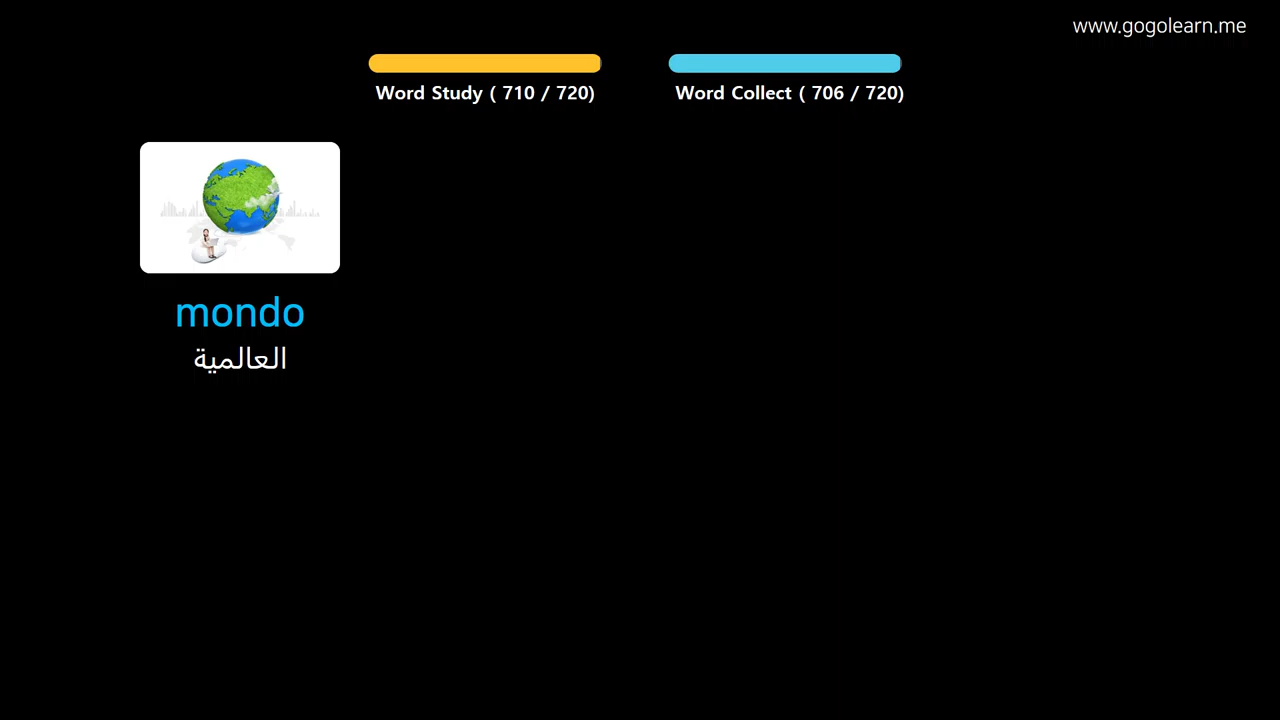 www.gogolearn.me
Word Study ( 710 / 720)
Word Collect ( 706 / 720)
mondo
العالمية